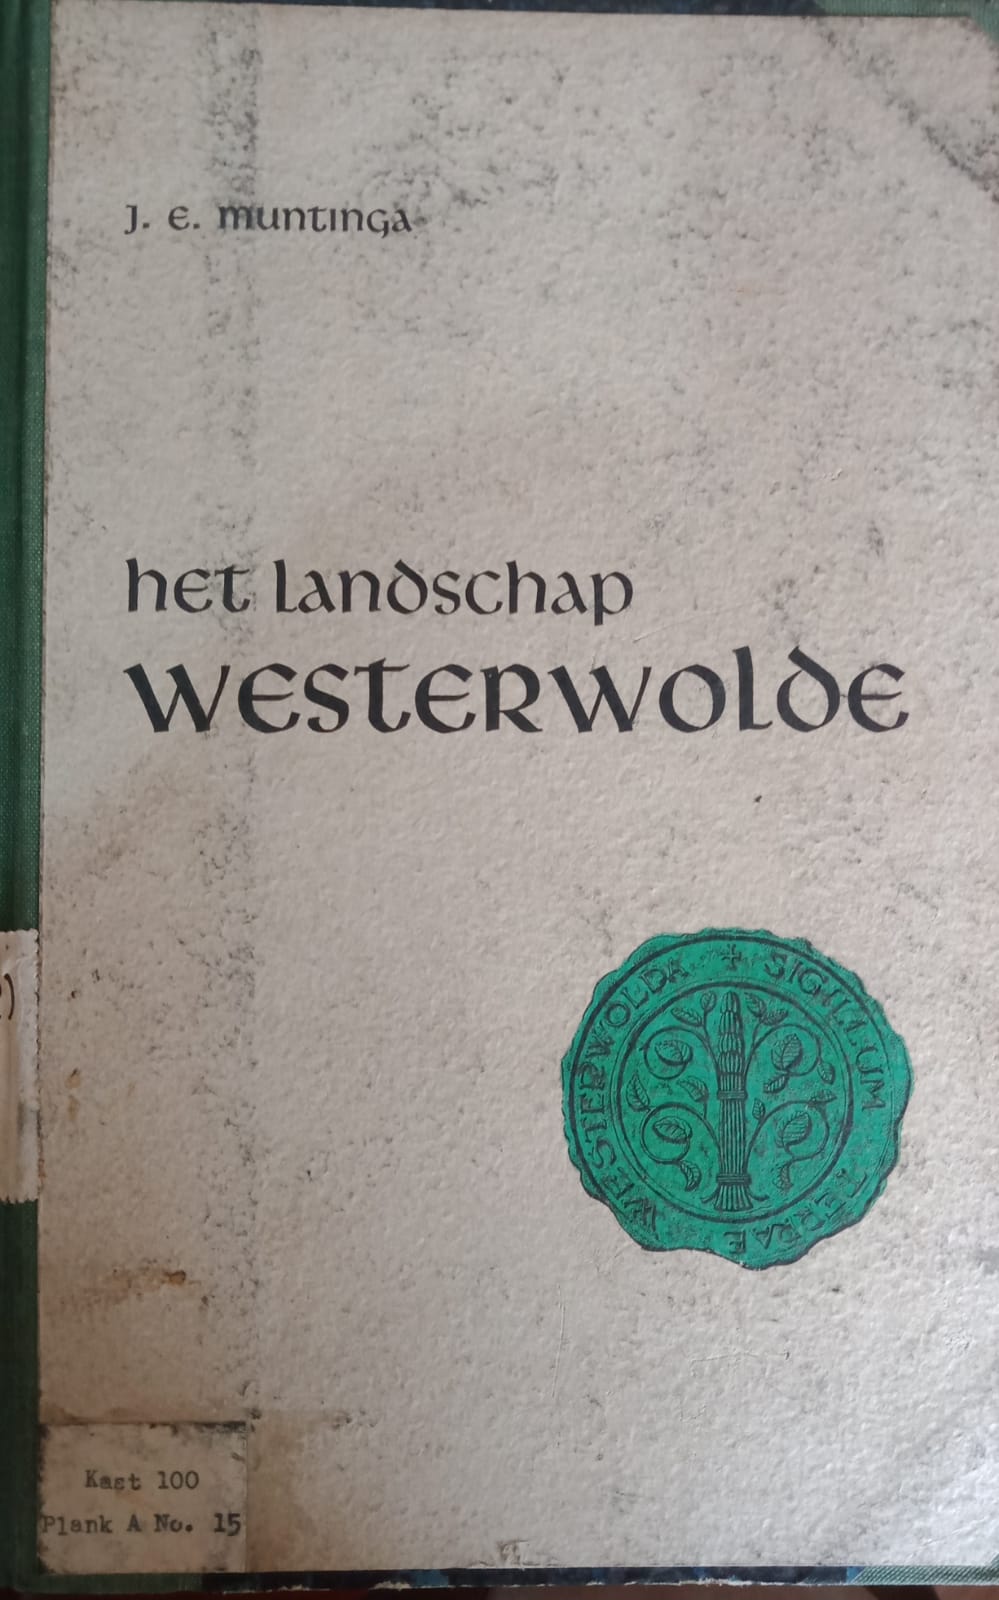 J. E. Muntinga
het landschap
WESTERWOLDE
+ SIGILLUM TERRAE WESTERWOLDA
Kast 100
Plank A No. 15